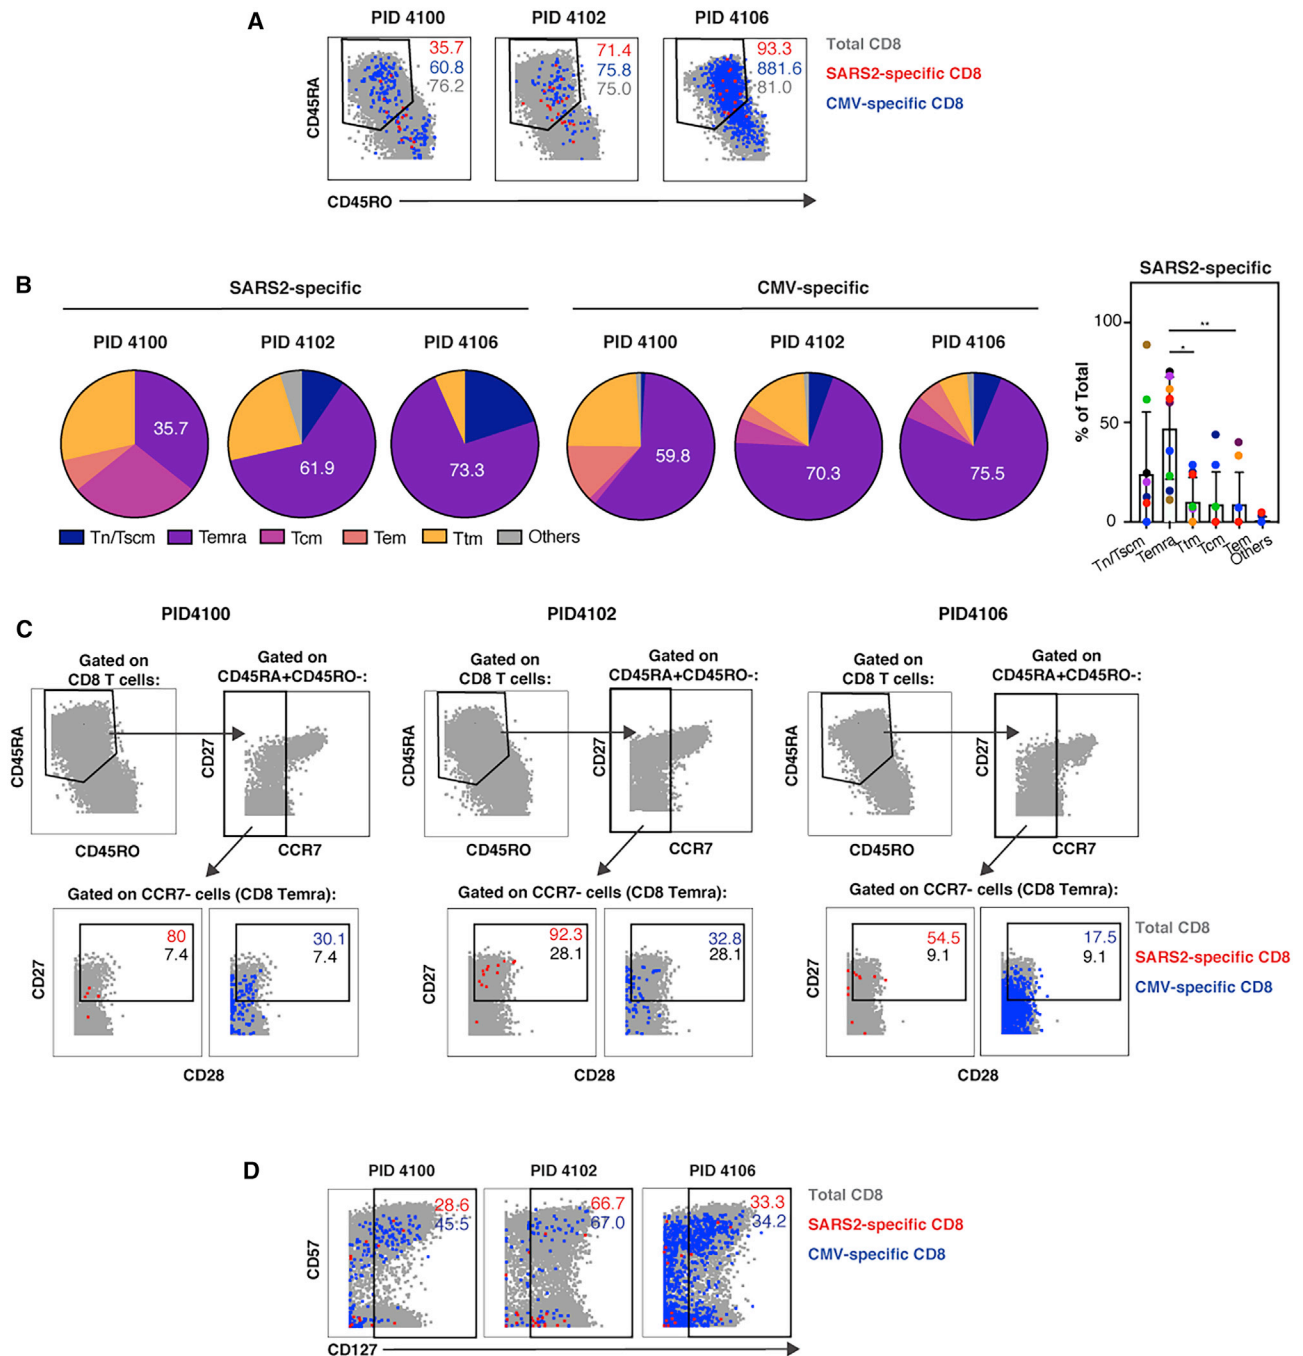 A
PID 4100
PID 4102
PID 4106
35.7
60.8
76.2
71.4
75.8
75.0
93.3
881.6
81.0
Total CD8
SARS2-specific CD8
CMV-specific CD8
CD45RA
CD45RO
B
SARS2-specific
CMV-specific
PID 4100
PID 4102
PID 4106
PID 4100
PID 4102
PID 4106
35.7
61.9
73.3
59.8
70.3
75.5
Tn/Tscm
Temra
Tcm
Tem
Ttm
Others
SARS2-specific
% of Total
100
50
0
**
*
Tn/Tscm
Temra
Ttm
Tcm
Tem
Others
C
PID4100
PID4102
PID4106
Gated on
CD8 T cells:
Gated on
CD45RA+CD45RO-:
Gated on
CD8 T cells:
Gated on
CD45RA+CD45RO-:
Gated on
CD8 T cells:
Gated on
CD45RA+CD45RO-:
CD45RA
CD27
CD45RA
CD27
CD45RA
CD27
CD45RO
CCR7
CD45RO
CCR7
CD45RO
CCR7
Gated on CCR7- cells (CD8 Temra):
Gated on CCR7- cells (CD8 Temra):
Gated on CCR7- cells (CD8 Temra):
80
7.4
30.1
7.4
92.3
28.1
32.8
28.1
54.5
9.1
17.5
9.1
Total CD8
SARS2-specific CD8
CMV-specific CD8
CD27
CD27
CD27
CD28
CD28
CD28
D
PID 4100
PID 4102
PID 4106
28.6
45.5
66.7
67.0
33.3
34.2
Total CD8
SARS2-specific CD8
CMV-specific CD8
CD57
CD127